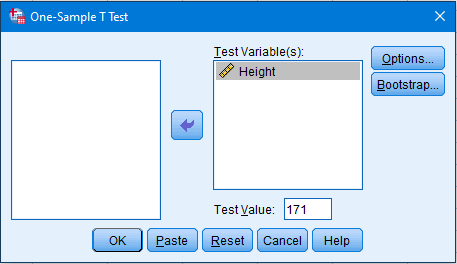 One-Sample T Test
Test Variable(s):
Height
Options...
Bootstrap...
Test Value: 171
OK Paste Reset Cancel Help